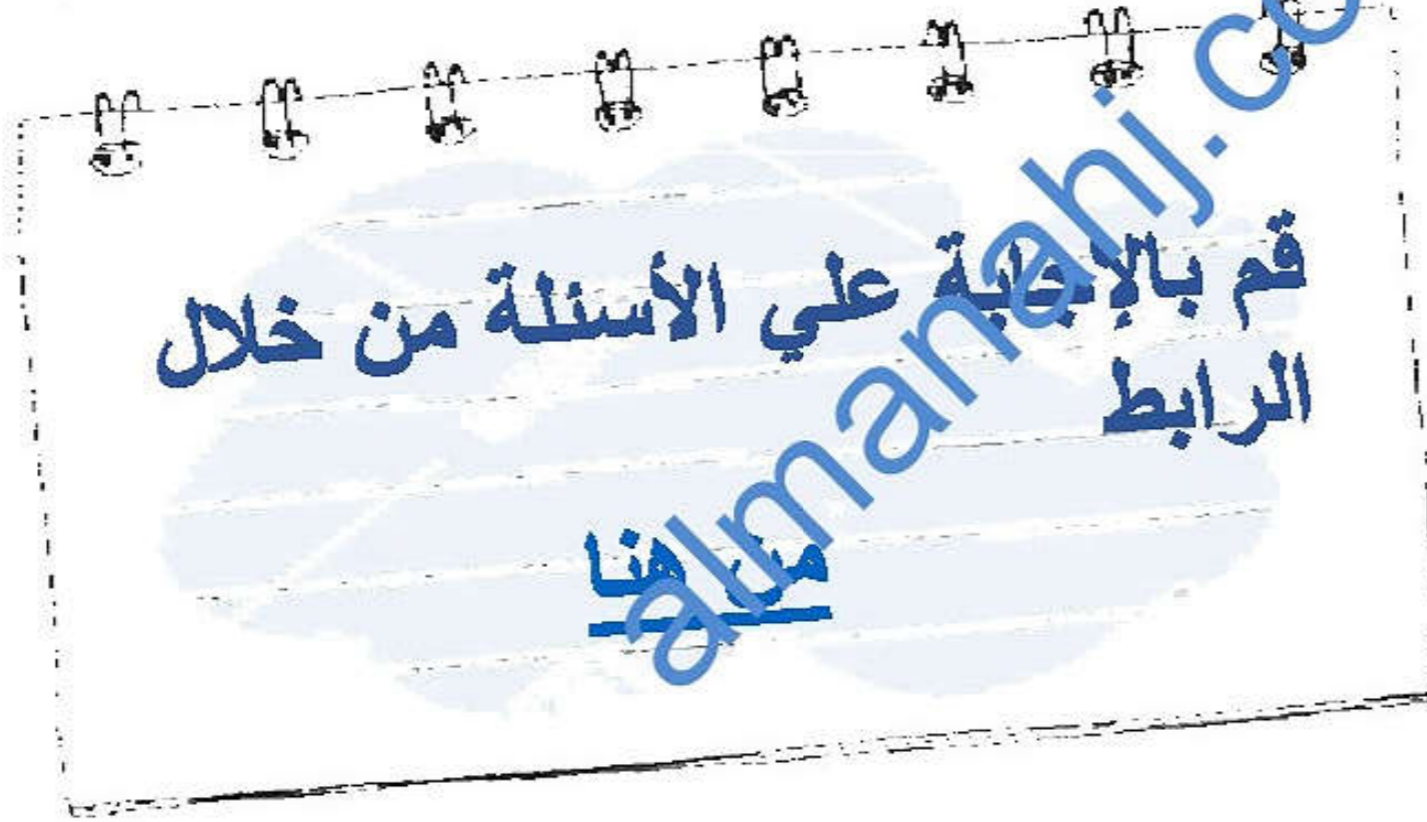 قم بالإجابة علي الأسئلة من خلال
الرابط
من هنا
almanahj.co